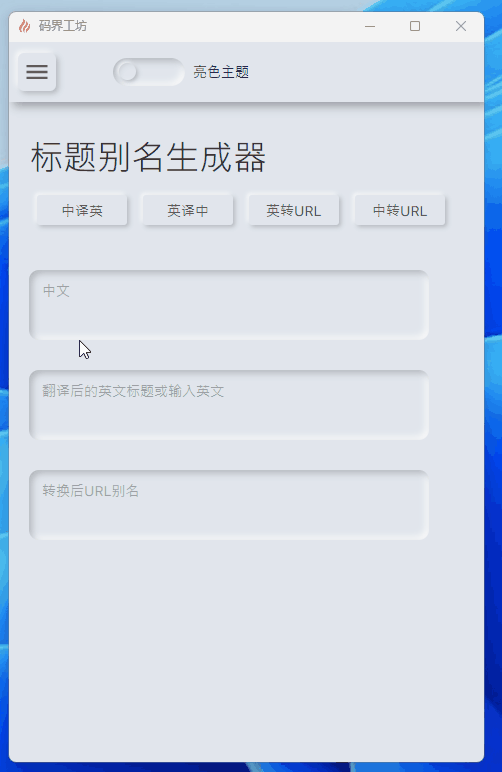 码界工坊
亮色主题
标题别名生成器
中译英 英译中 英转URL 中转URL
中文
翻译后的英文标题或输入英文
转换后URL别名